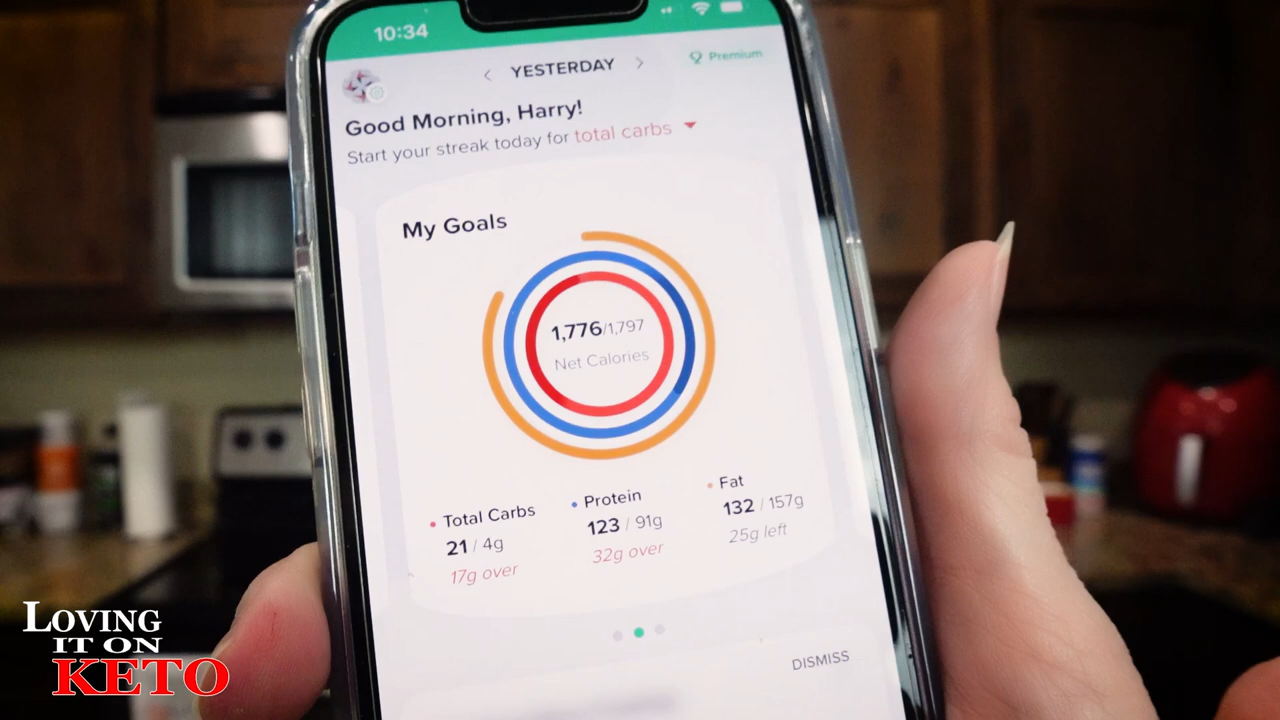 10:34
YESTERDAY
Premium
Good Morning, Harry!
Start your streak today for total carbs
My Goals
1,776/1,797
Net Calories
Total Carbs
21 / 4g
17g over
Protein
123 / 91g
32g over
Fat
132 / 157g
25g left
DISMISS
LOVING
IT ON
KETO